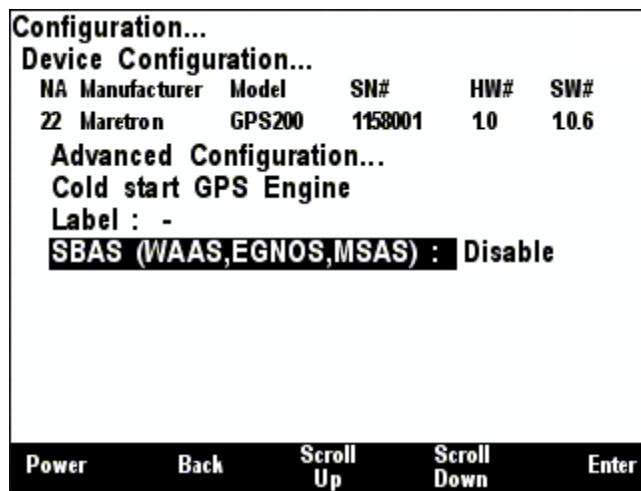 Configuration...
Device Configuration...
NA Manufacturer Model SN# HW# SW#
22 Maretron GPS200 1158001 1.0 1.0.6
Advanced Configuration...
Cold start GPS Engine
Label : -
SBAS (WAAS,EGNOS,MSAS) : Disable
Power Back Scroll Up Scroll Down Enter